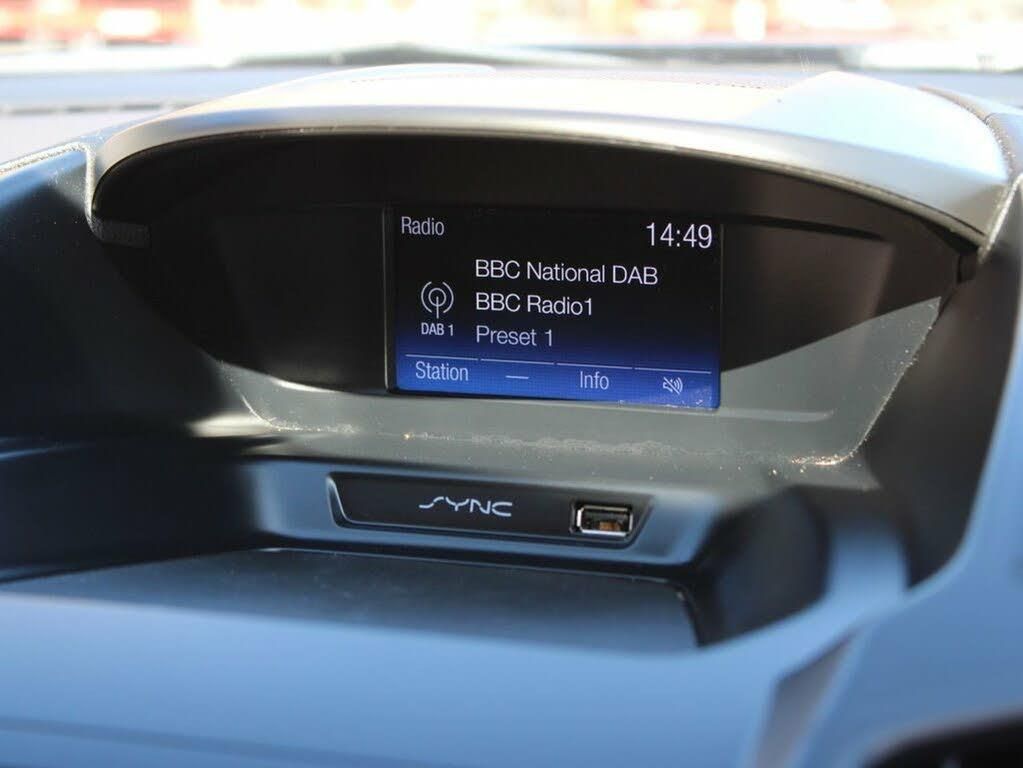 Radio
14:49
BBC National DAB
BBC Radio1
DAB 1
Preset 1
Station
Info
SYNC